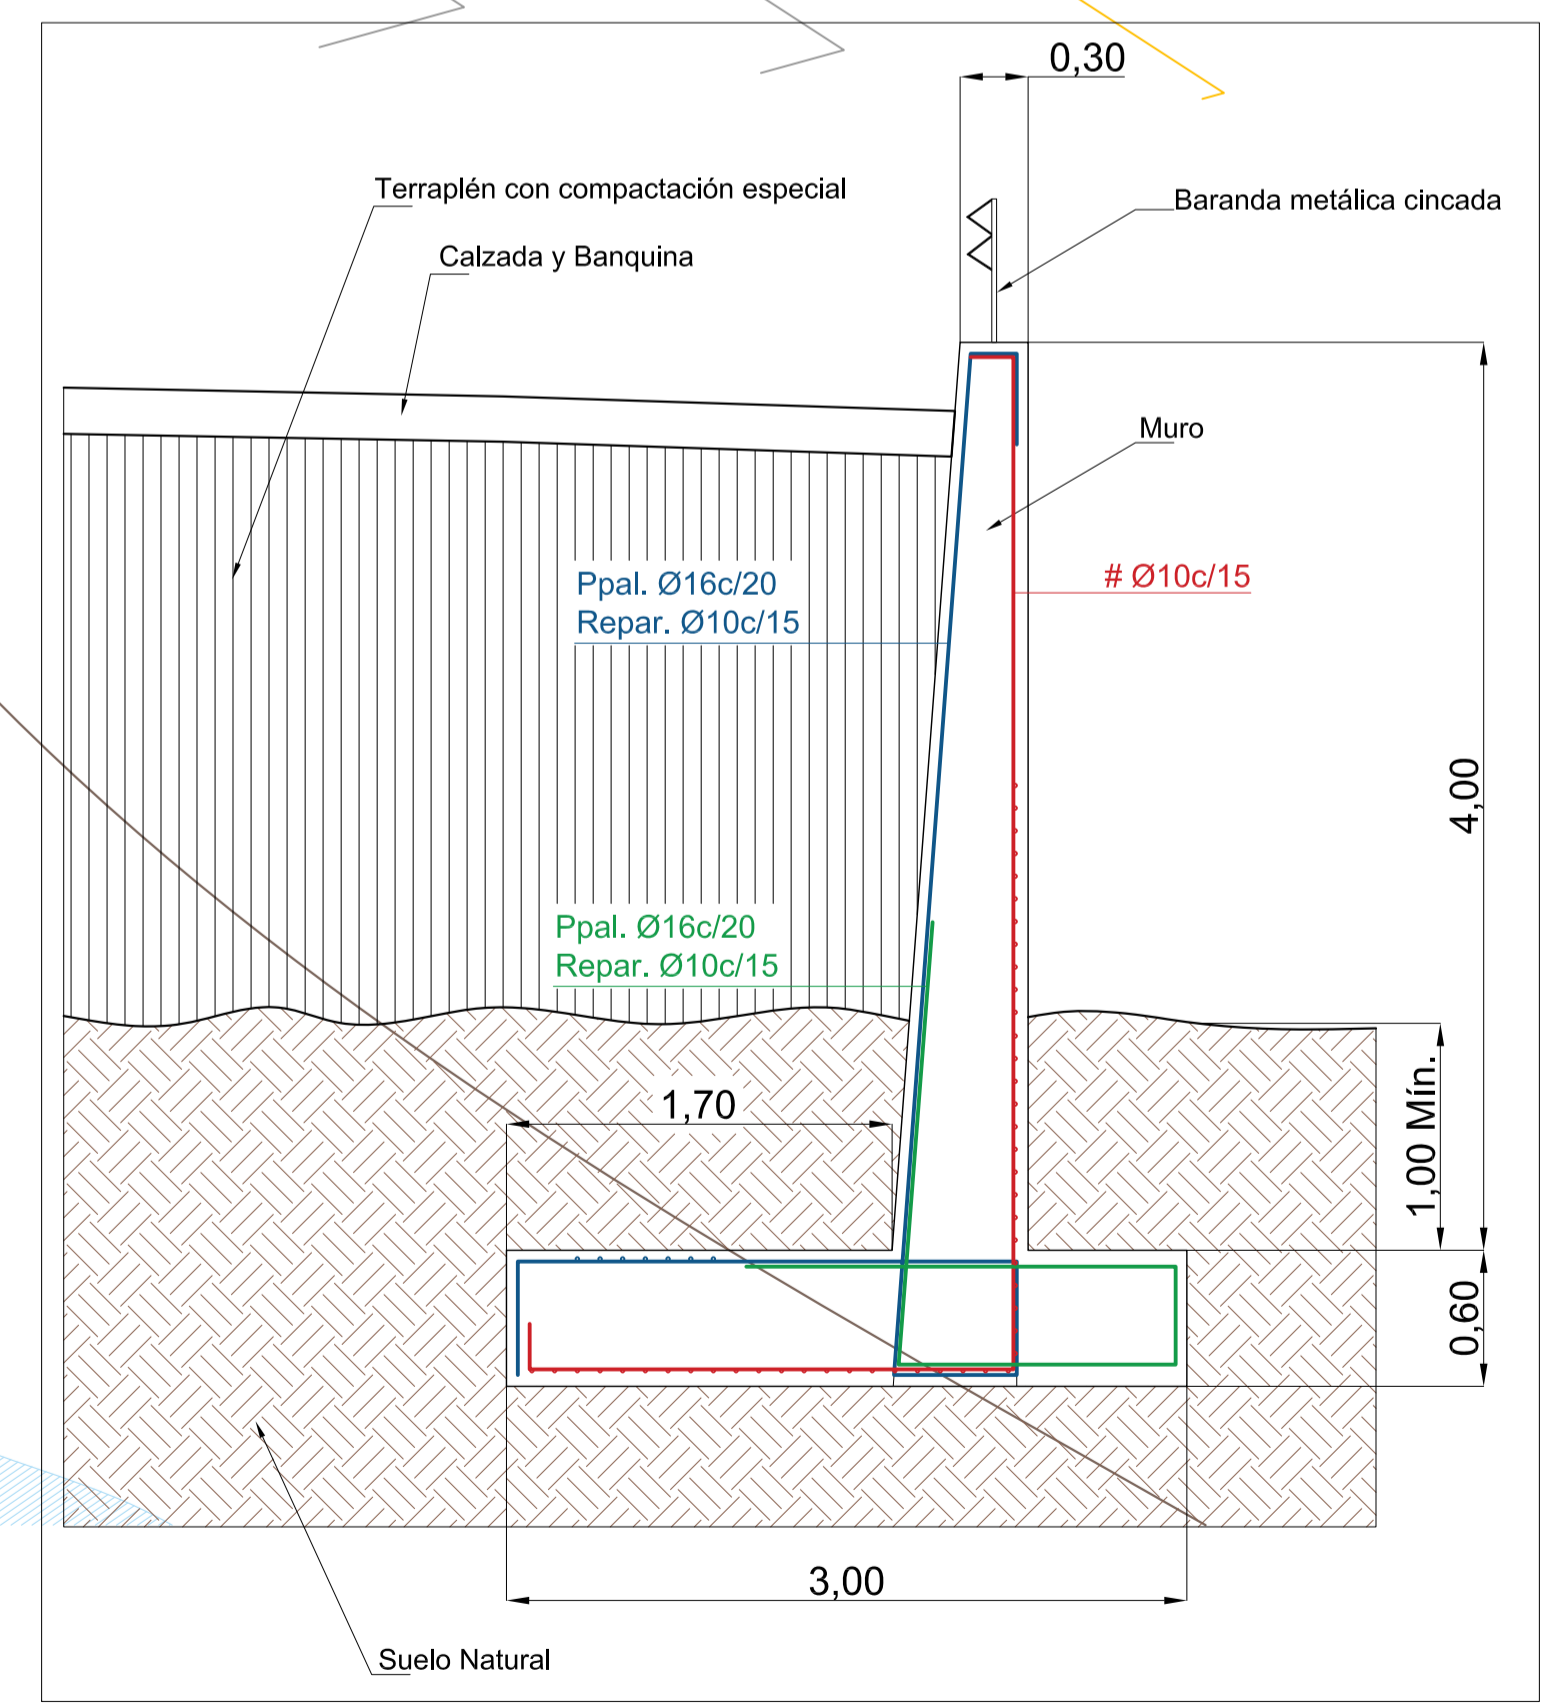 0,30
Terraplén con compactación especial
Baranda metálica cincada
Calzada y Banquina
Muro
Ppal. Ø16c/20
Repar. Ø10c/15
# Ø10c/15
4,00
Ppal. Ø16c/20
Repar. Ø10c/15
1,70
1,00 Mín.
0,60
3,00
Suelo Natural